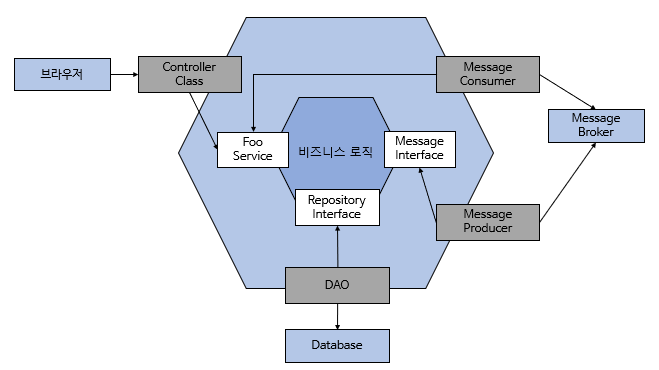 브라우저
Controller
Class
Message
Consumer
Message
Broker
Foo
Service
비즈니스 로직
Message
Interface
Repository
Interface
Message
Producer
DAO
Database